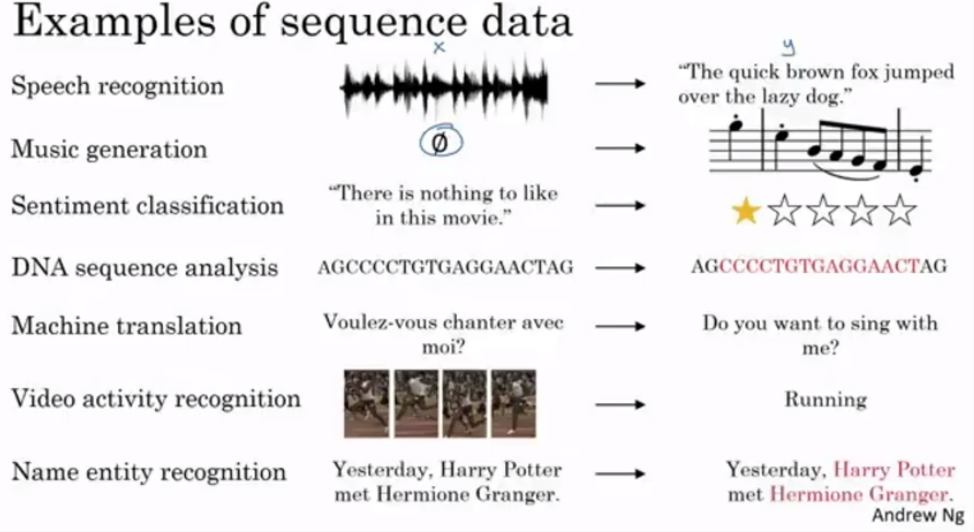 Examples of sequence data
x
y
Speech recognition
“The quick brown fox jumped
over the lazy dog.”
Music generation
Ø
Sentiment classification
“There is nothing to like
in this movie.”
DNA sequence analysis
AGCCCCTGTGAGGAACTAG
AGCCCCTGTGAGGAACTAG
Machine translation
Voulez-vous chanter avec
moi?
Do you want to sing with
me?
Video activity recognition
Running
Name entity recognition
Yesterday, Harry Potter
met Hermione Granger.
Yesterday, Harry Potter
met Hermione Granger.
Andrew Ng